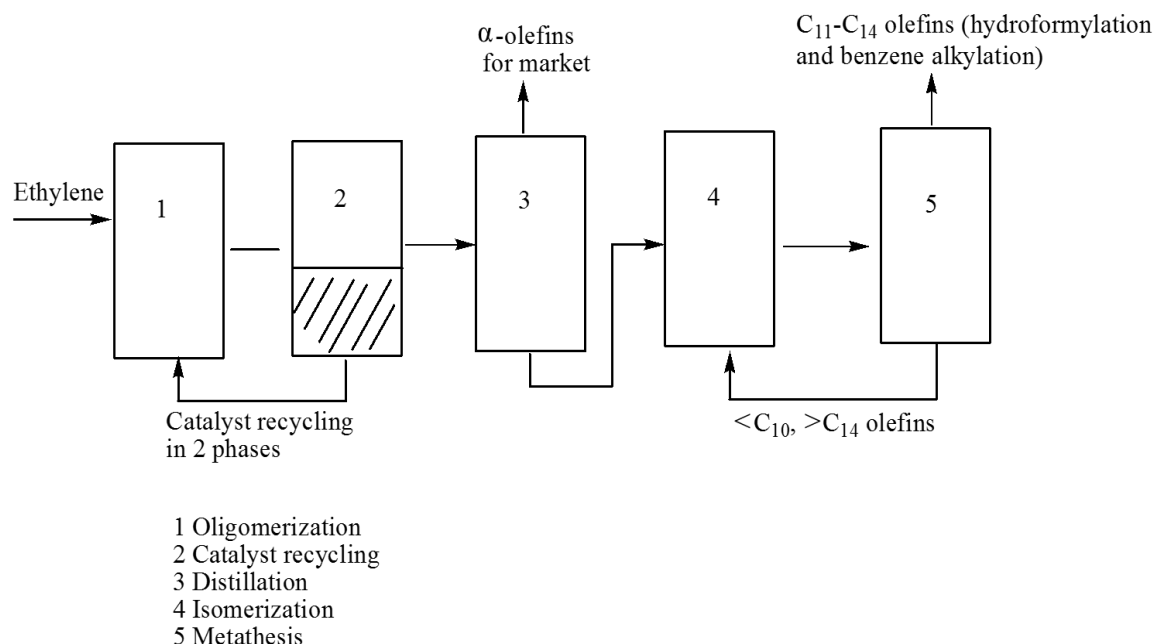 α-olefins
for market
C₁₁-C₁₄ olefins (hydroformylation
and benzene alkylation)
Ethylene
1
2
3
4
5
Catalyst recycling
in 2 phases
<C₁₀, >C₁₄ olefins
1 Oligomerization
2 Catalyst recycling
3 Distillation
4 Isomerization
5 Metathesis